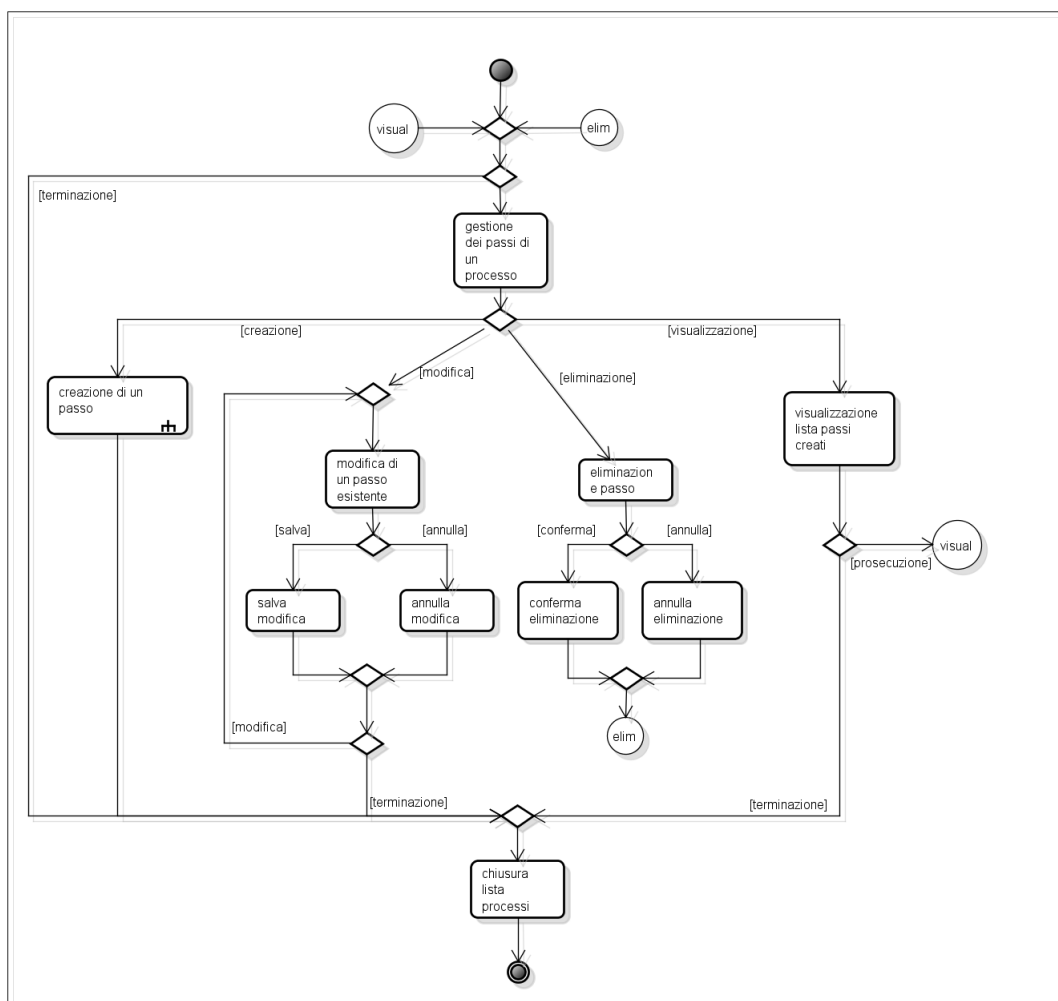 visual
elim
[terminazione]
gestione
dei passi di
un
processo
[creazione]
[visualizzazione]
[modifica]
[eliminazione]
creazione di un
passo
visualizzazione
lista passi
creati
modifica di
un passo
esistente
eliminazion
e passo
[salva]
[annulla]
[conferma]
[annulla]
visual
[prosecuzione]
salva
modifica
annulla
modifica
conferma
eliminazione
annulla
eliminazione
[modifica]
elim
[terminazione]
[terminazione]
chiusura
lista
processi